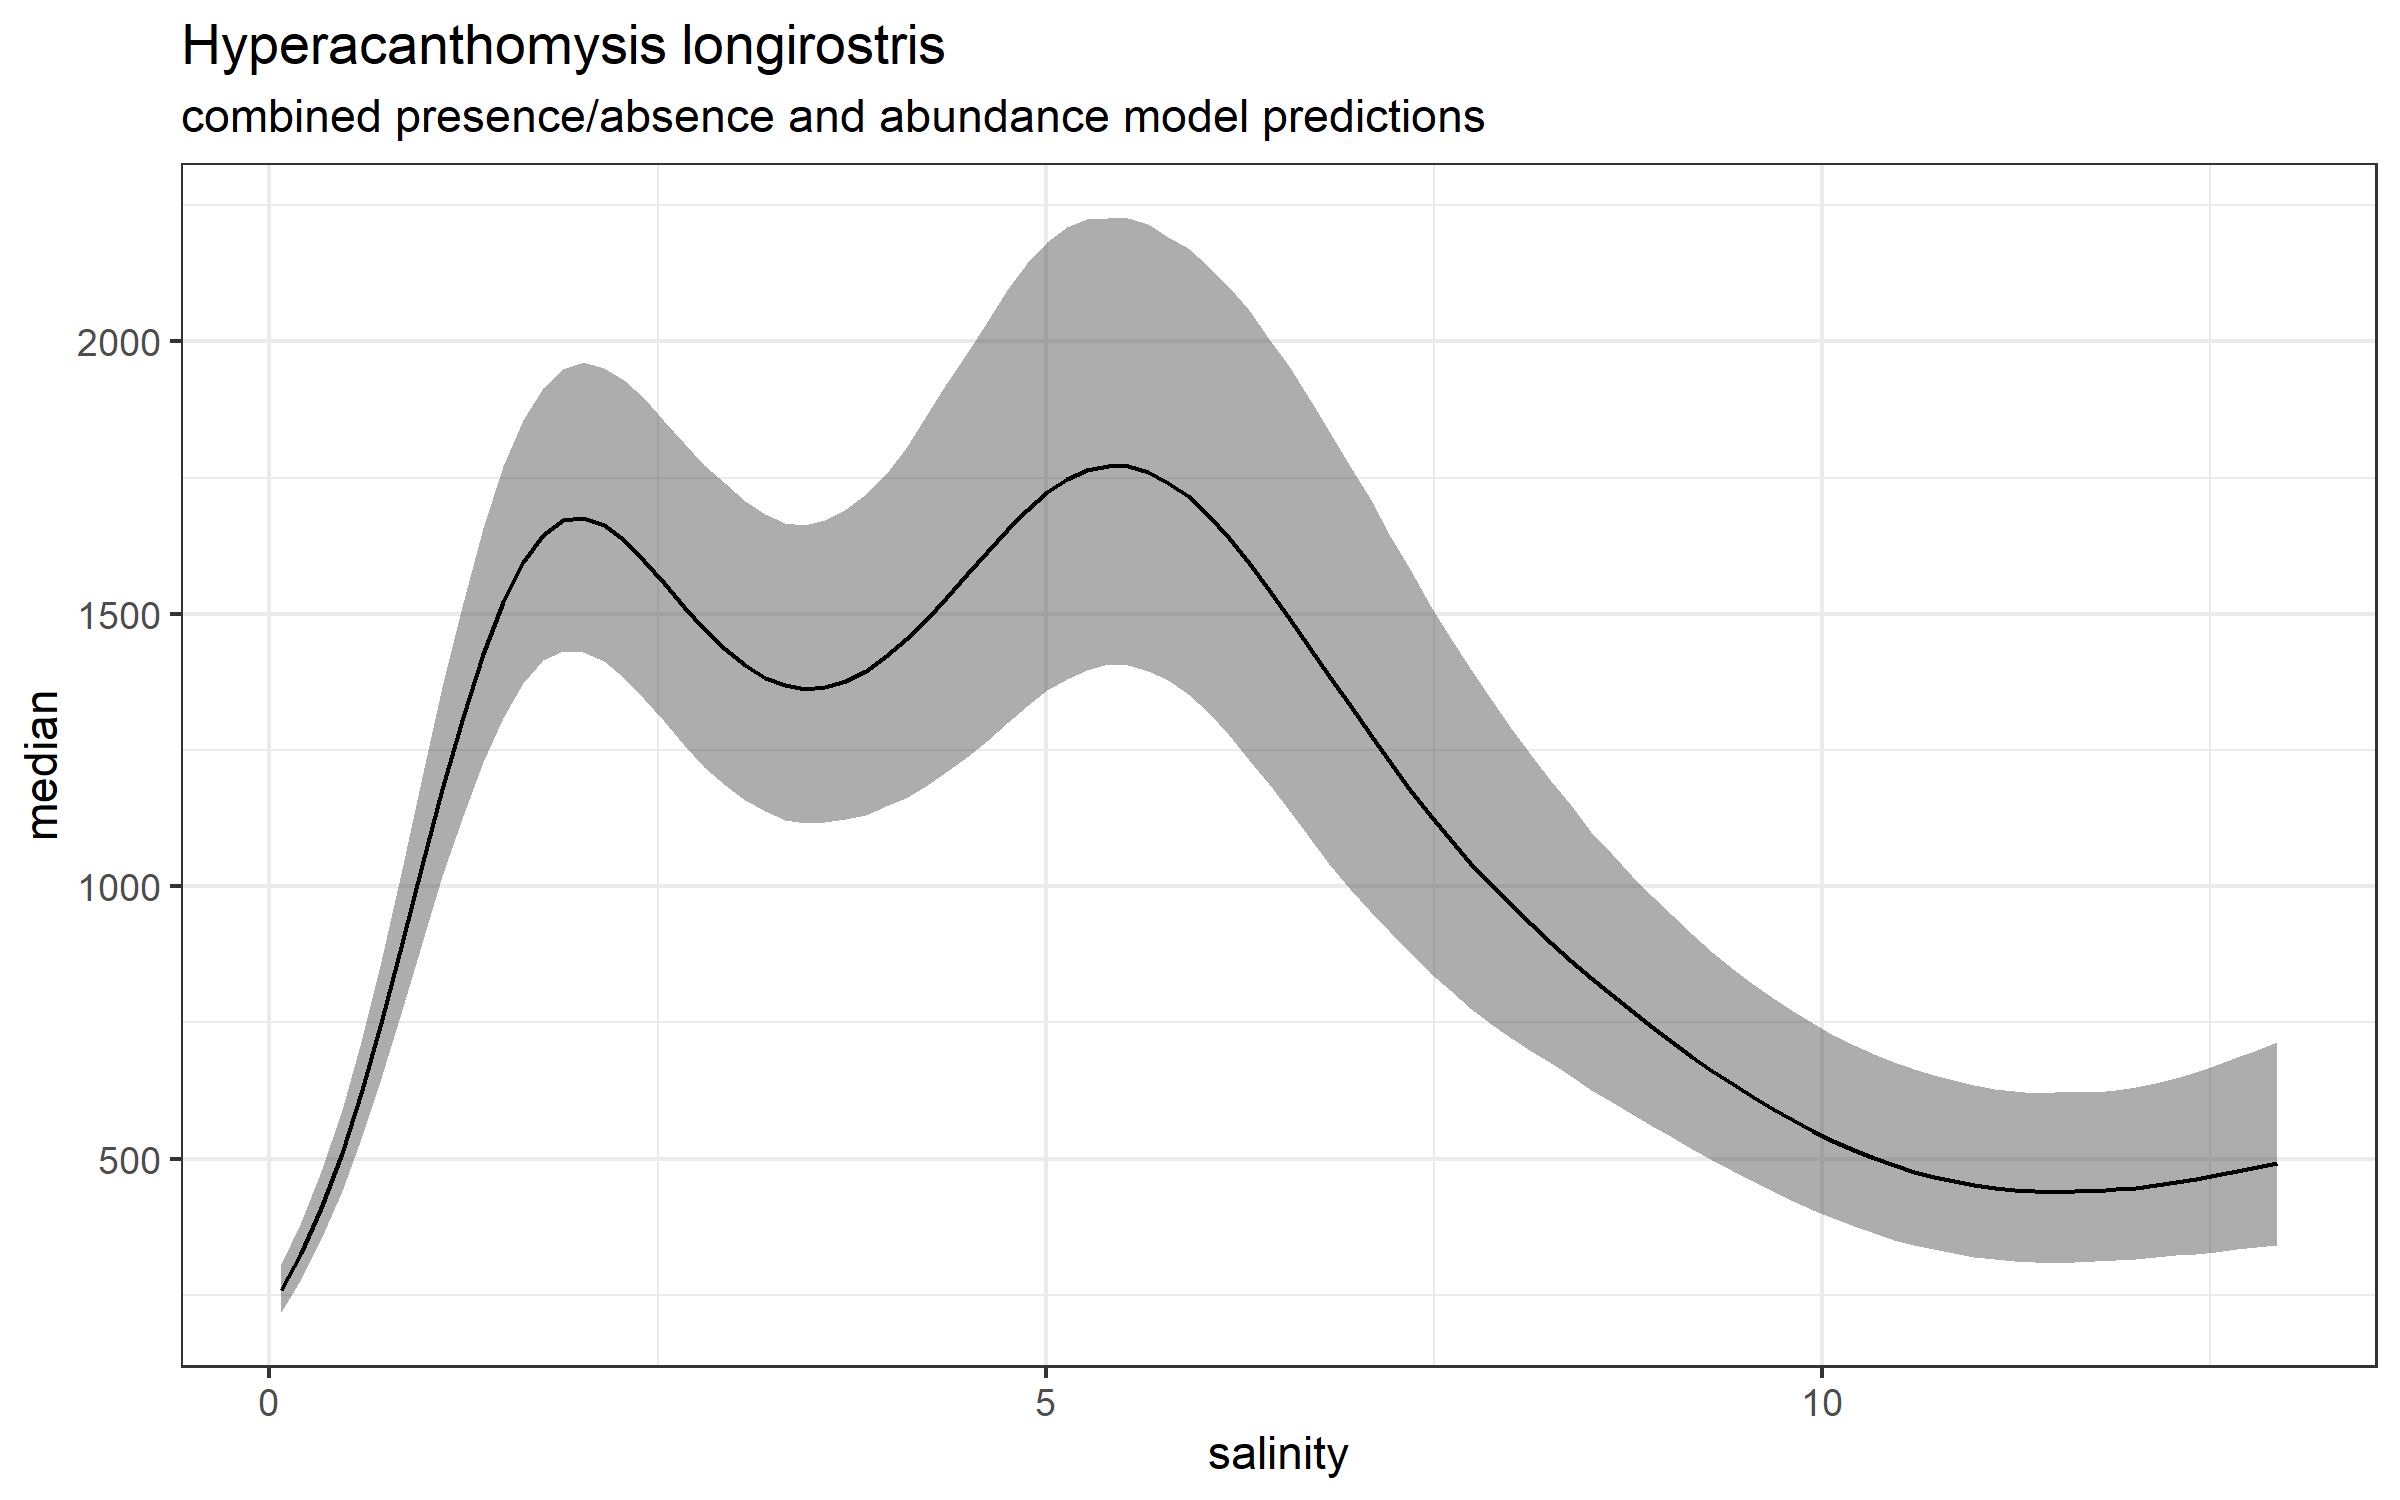 Hyperacanthomysis longirostris
combined presence/absence and abundance model predictions
median
2000
1500
1000
500
0 5 10
salinity